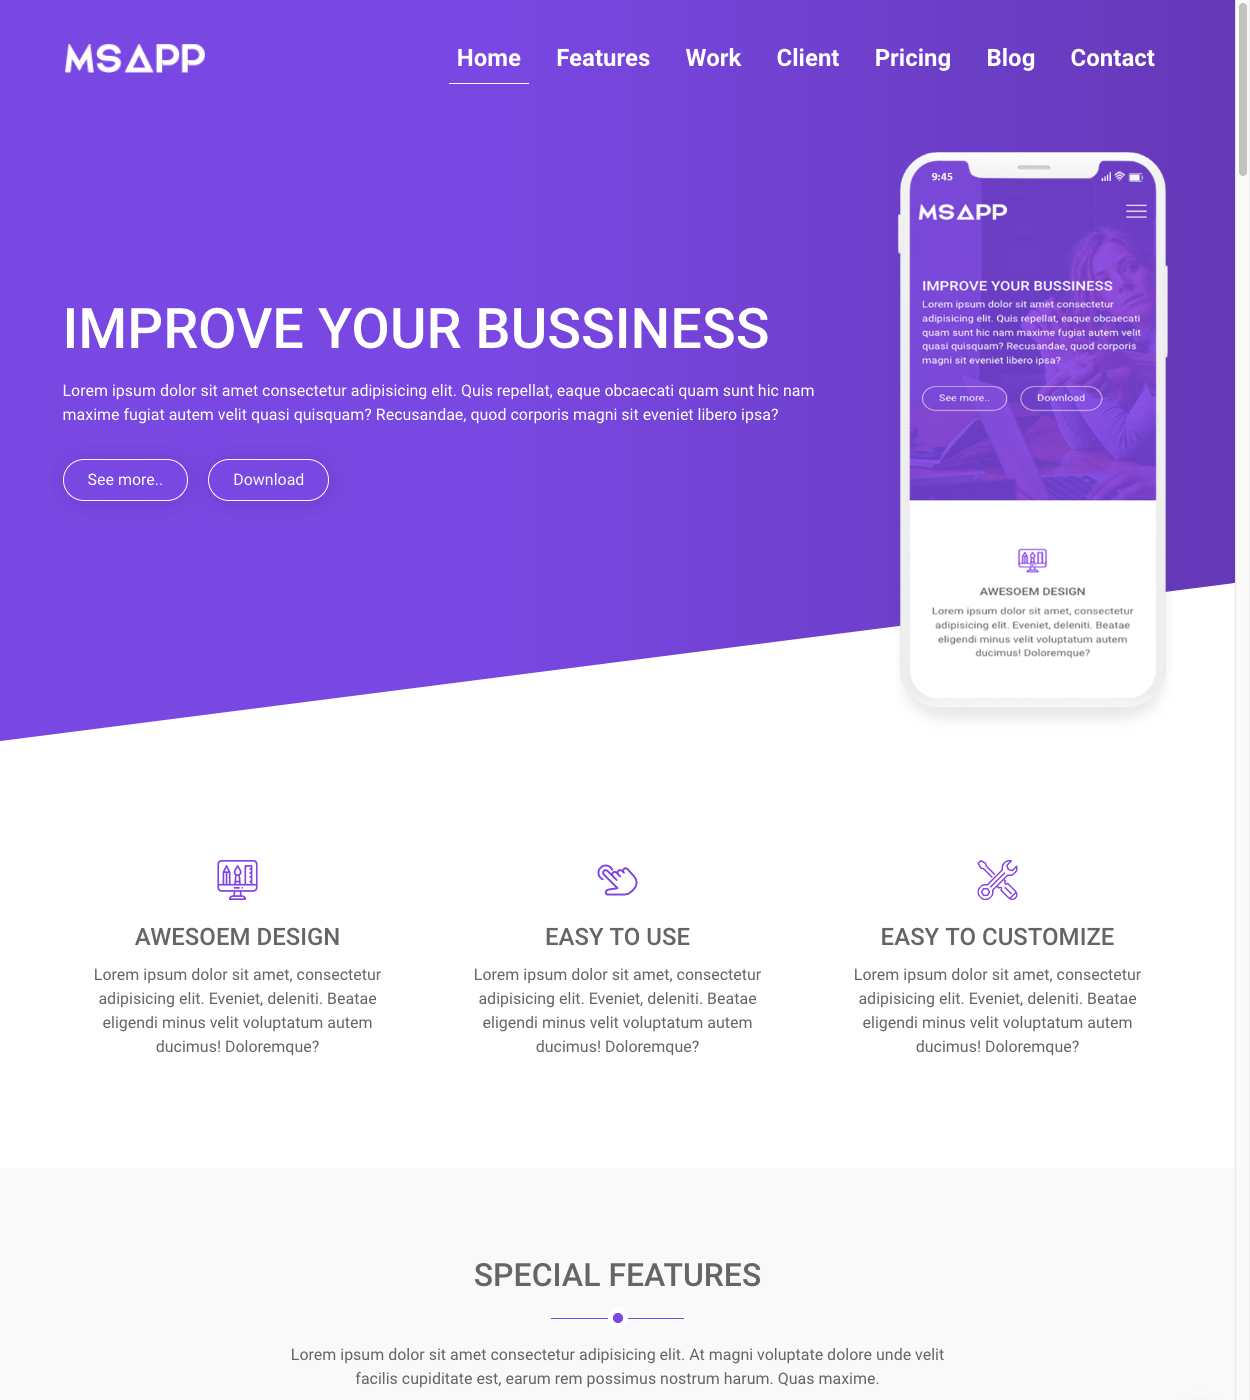 MSAPP
Home Features Work Client Pricing Blog Contact
IMPROVE YOUR BUSSINESS
Lorem ipsum dolor sit amet consectetur adipisicing elit. Quis repellat, eaque obcaecati quam sunt hic nam
maxime fugiat autem velit quasi quisquam? Recusandae, quod corporis magni sit eveniet libero ipsa?
See more.. Download
9:45
MSAPP
IMPROVE YOUR BUSSINESS
Lorem ipsum dolor sit amet consectetur
adipisicing elit. Quis repellat, eaque obcaecati
quam sunt hic nam maxime fugiat autem velit
quasi quisquam? Recusandae, quod corporis
magni sit eveniet libero ipsa?
See more.. Download
AWESOEM DESIGN
Lorem ipsum dolor sit amet, consectetur
adipisicing elit. Eveniet, deleniti. Beatae
eligendi minus velit voluptatum autem
ducimus! Doloremque?
AWESOEM DESIGN
Lorem ipsum dolor sit amet, consectetur
adipisicing elit. Eveniet, deleniti. Beatae
eligendi minus velit voluptatum autem
ducimus! Doloremque?
EASY TO USE
Lorem ipsum dolor sit amet, consectetur
adipisicing elit. Eveniet, deleniti. Beatae
eligendi minus velit voluptatum autem
ducimus! Doloremque?
EASY TO CUSTOMIZE
Lorem ipsum dolor sit amet, consectetur
adipisicing elit. Eveniet, deleniti. Beatae
eligendi minus velit voluptatum autem
ducimus! Doloremque?
SPECIAL FEATURES
Lorem ipsum dolor sit amet consectetur adipisicing elit. At magni voluptate dolore unde velit
facilis cupiditate est, earum rem possimus nostrum harum. Quas maxime.